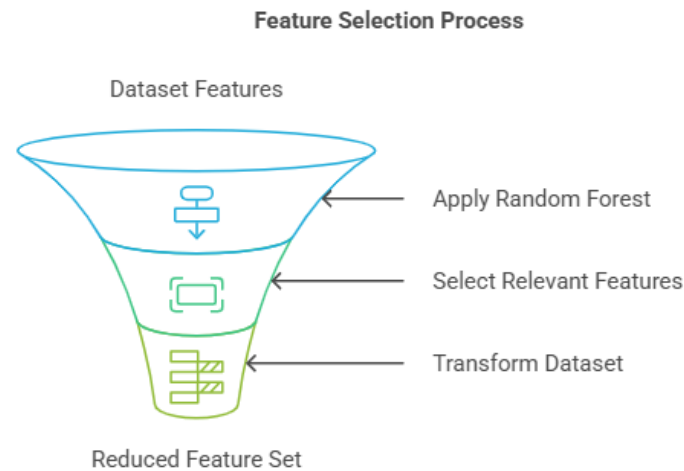 Feature Selection Process
Dataset Features
Apply Random Forest
Select Relevant Features
Transform Dataset
Reduced Feature Set